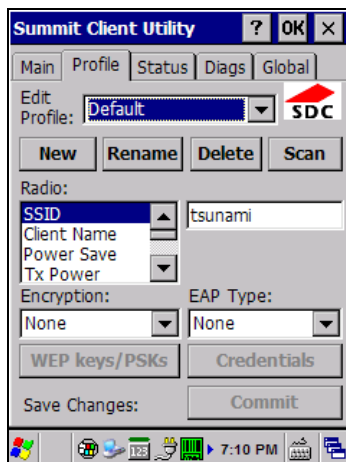 Summit Client Utility ? OK ×
Main Profile Status Diags Global
Edit
Profile: Default
SDC
New Rename Delete Scan
Radio:
SSID tsunami
Client Name
Power Save
Tx Power
Encryption: EAP Type:
None None
WEP keys/PSKs Credentials
Save Changes: Commit
123 7:10 PM